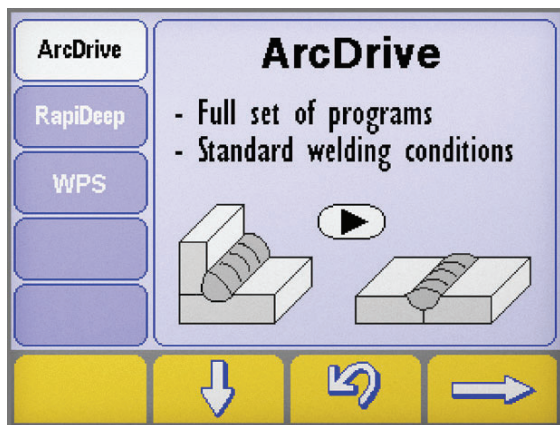 ArcDrive
RapiDeep
WPS
ArcDrive
- Full set of programs
- Standard welding conditions